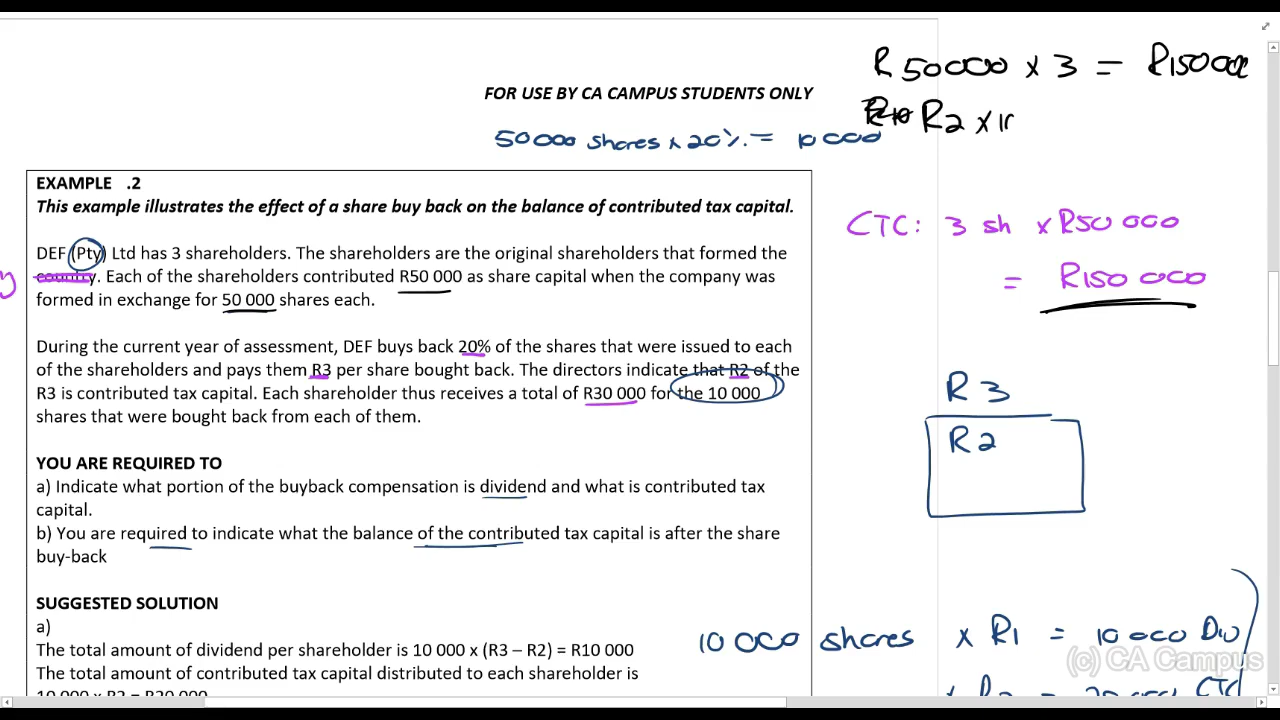 R50000 x 3 = R150000
FOR USE BY CA CAMPUS STUDENTS ONLY
R2 x 10
50000 shares x 20% = 10000
EXAMPLE .2
This example illustrates the effect of a share buy back on the balance of contributed tax capital.
CTC: 3 sh x R50 000
DEF (Pty) Ltd has 3 shareholders. The shareholders are the original shareholders that formed the
country. Each of the shareholders contributed R50 000 as share capital when the company was
= R150 000
formed in exchange for 50 000 shares each.
During the current year of assessment, DEF buys back 20% of the shares that were issued to each
of the shareholders and pays them R3 per share bought back. The directors indicate that R2 of the
R3 is contributed tax capital. Each shareholder thus receives a total of R30 000 for the 10 000
shares that were bought back from each of them.
R3
R2
YOU ARE REQUIRED TO
a) Indicate what portion of the buyback compensation is dividend and what is contributed tax
capital.
b) You are required to indicate what the balance of the contributed tax capital is after the share
buy-back
SUGGESTED SOLUTION
a)
10 000 shares x R1 = 10 000 Div
The total amount of dividend per shareholder is 10 000 x (R3 – R2) = R10 000
(c) CA Campus
The total amount of contributed tax capital distributed to each shareholder is
10 000 x R2 = R20 000
x R2 = 20 000 CTC